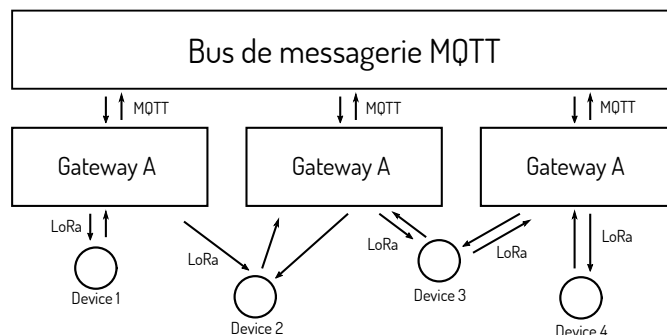 Bus de messagerie MQTT
MQTT
MQTT
MQTT
Gateway A
Gateway A
Gateway A
LoRa
LoRa
LoRa
LoRa
LoRa
Device 1
Device 2
Device 3
Device 4